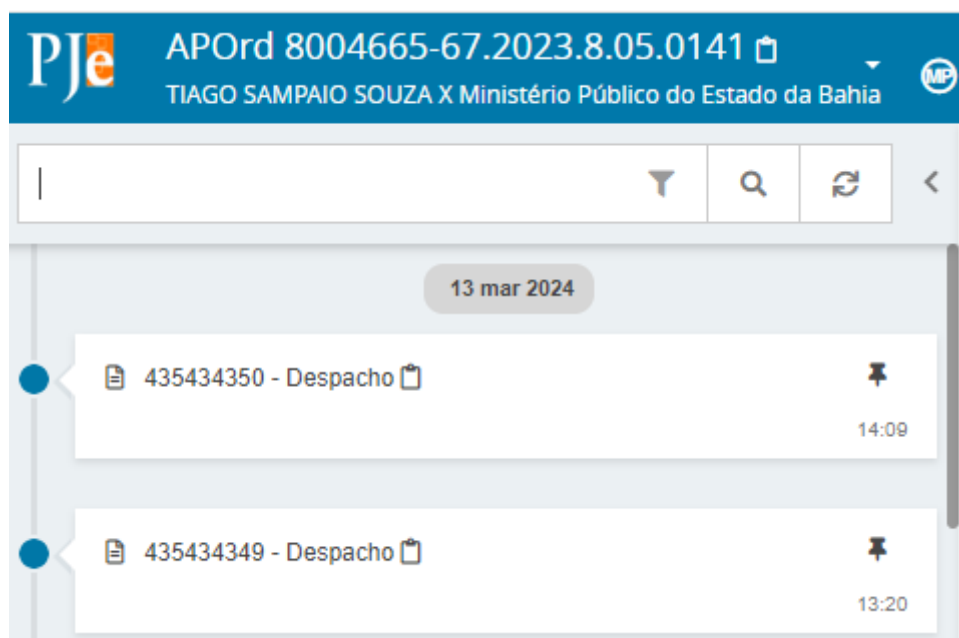 PJe
APOrd 8004665-67.2023.8.05.0141
TIAGO SAMPAIO SOUZA X Ministério Público do Estado da Bahia
MP
13 mar 2024
435434350 - Despacho
14:09
435434349 - Despacho
13:20